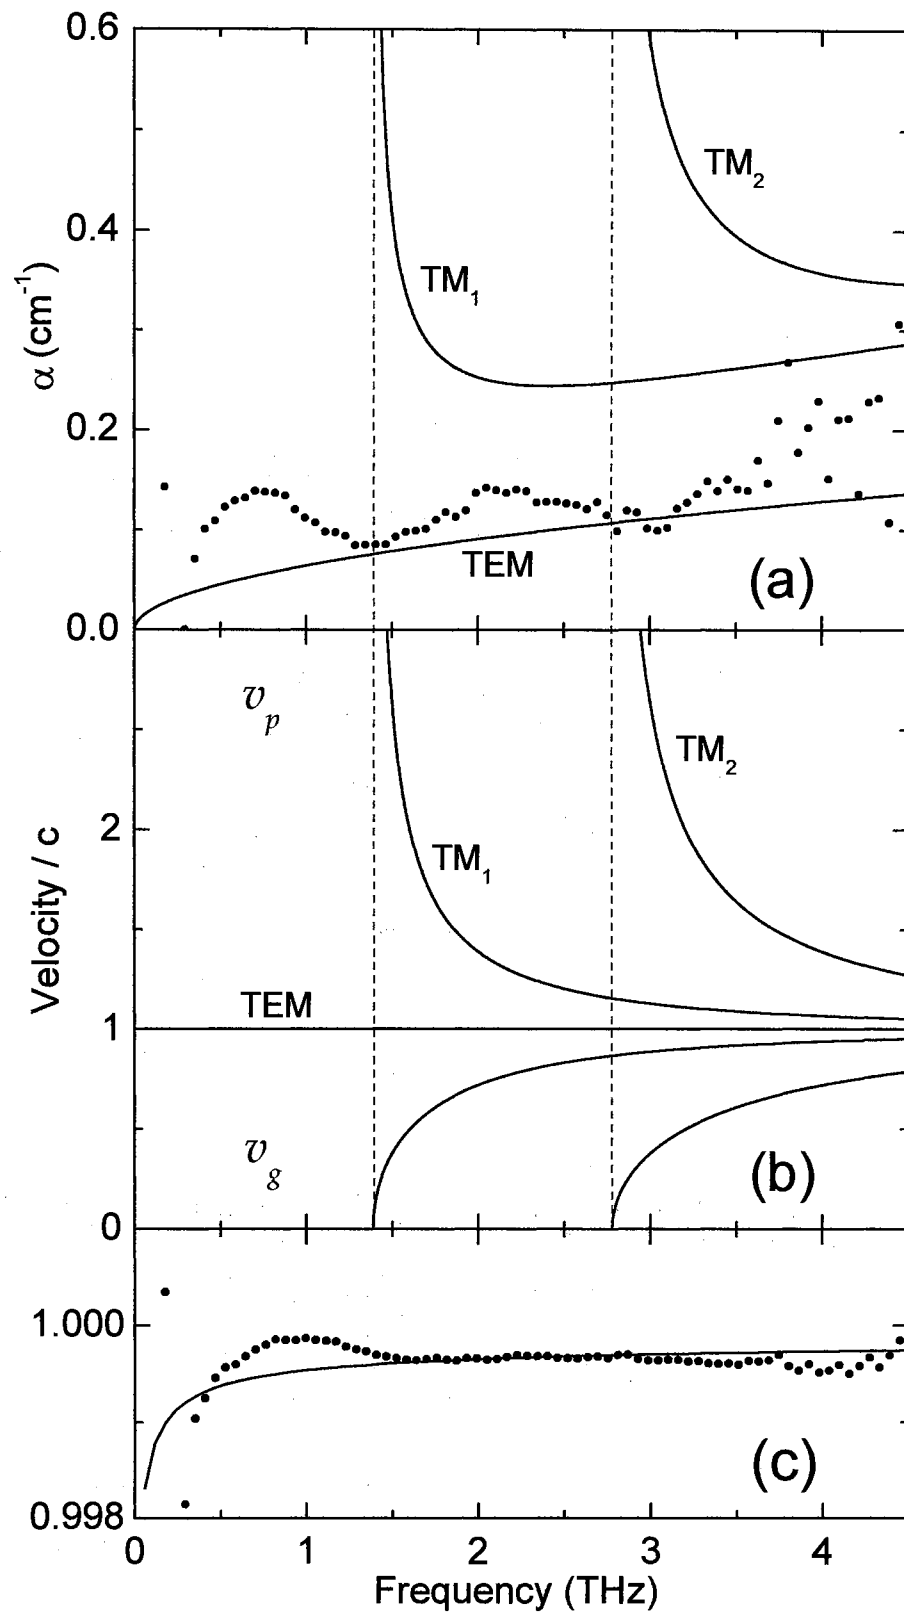 0.6
TM2
0.4
TM1
α (cm-1)
0.2
TEM
(a)
0.0
vp
TM2
2
TM1
Velocity / c
TEM
1
vg
(b)
0
1.000
(c)
0.998
0 1 2 3 4
Frequency (THz)